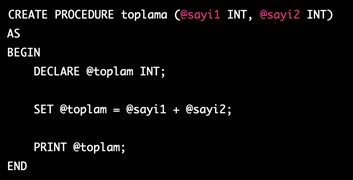 CREATE PROCEDURE toplama (@sayi1 INT, @sayi2 INT)
AS
BEGIN
    DECLARE @toplam INT;
    SET @toplam = @sayi1 + @sayi2;
    PRINT @toplam;
END